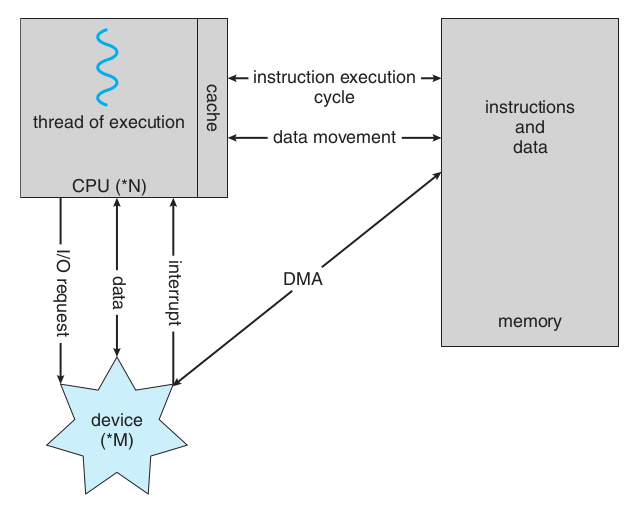 thread of execution
cache
CPU (*N)
instruction execution
cycle
data movement
instructions
and
data
memory
I/O request
data
interrupt
DMA
device
(*M)